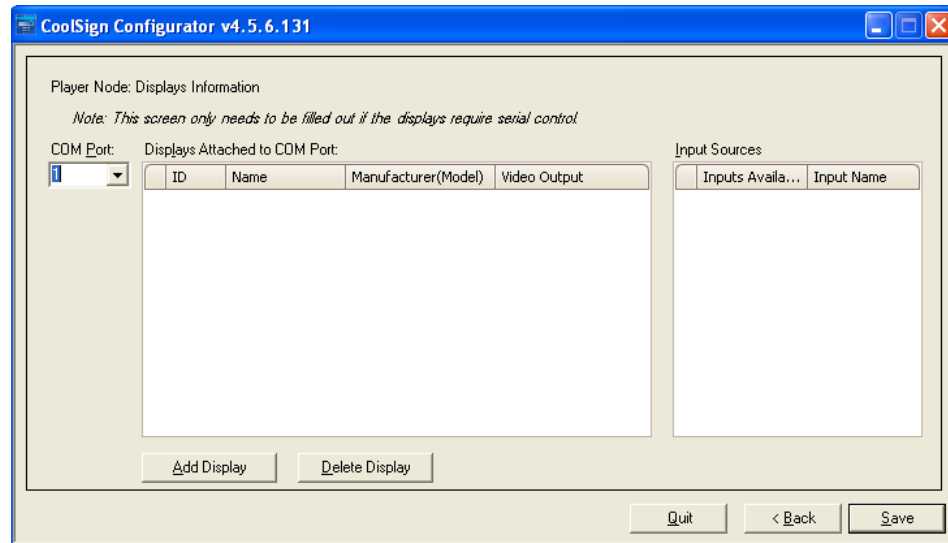 CoolSign Configurator v4.5.6.131
Player Node: Displays Information
Note: This screen only needs to be filled out if the displays require serial control.
COM Port: Displays Attached to COM Port: Input Sources
1 ID Name Manufacturer(Model) Video Output Inputs Availa... Input Name
Add Display Delete Display
Quit < Back Save